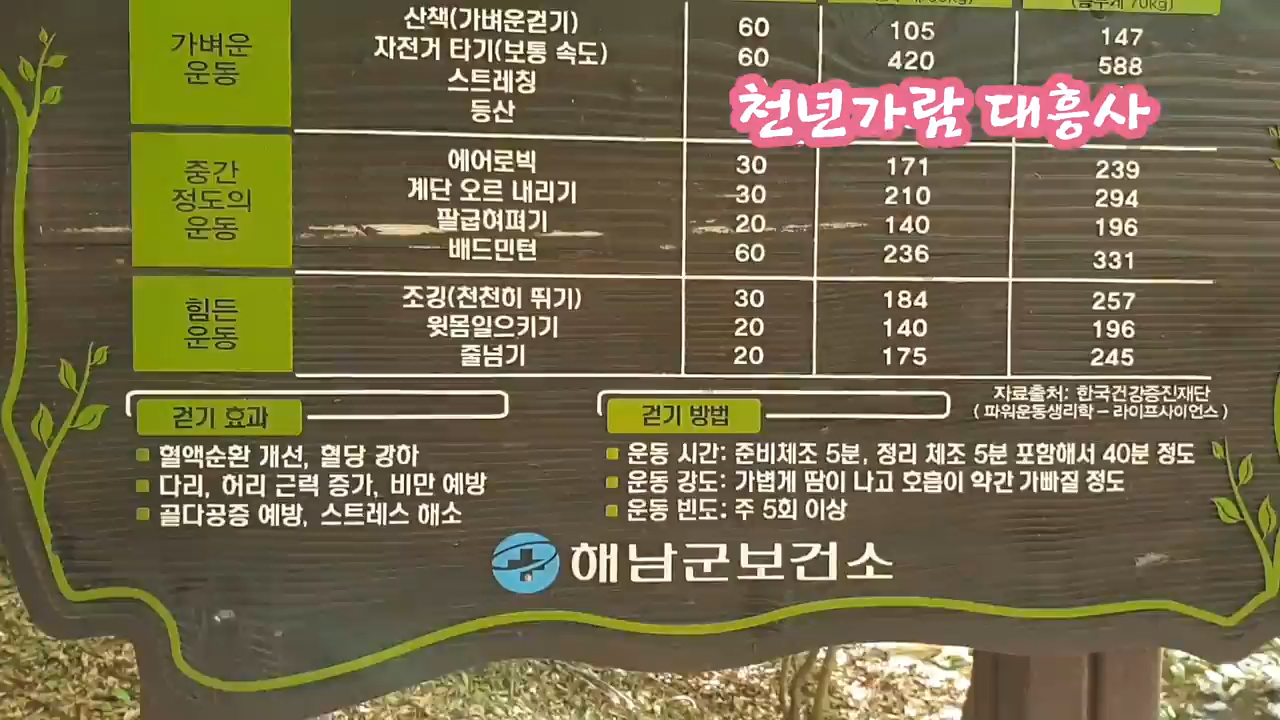 (몸무게 70kg)
가벼운
운동
산책(가벼운걷기) 60 105 147
자전거 타기(보통 속도) 60 420 588
스트레칭
등산
천년가람 대흥사
중간
정도의
운동
에어로빅 30 171 239
계단 오르 내리기 30 210 294
팔굽혀펴기 20 140 196
배드민턴 60 236 331
힘든
운동
조깅(천천히 뛰기) 30 184 257
윗몸일으키기 20 140 196
줄넘기 20 175 245
자료출처: 한국건강증진재단
( 파워운동생리학 – 라이프사이언스 )
걷기 효과
혈액순환 개선, 혈당 강하
다리, 허리 근력 증가, 비만 예방
골다공증 예방, 스트레스 해소
걷기 방법
운동 시간: 준비체조 5분, 정리 체조 5분 포함해서 40분 정도
운동 강도: 가볍게 땀이 나고 호흡이 약간 가빠질 정도
운동 빈도: 주 5회 이상
해남군보건소